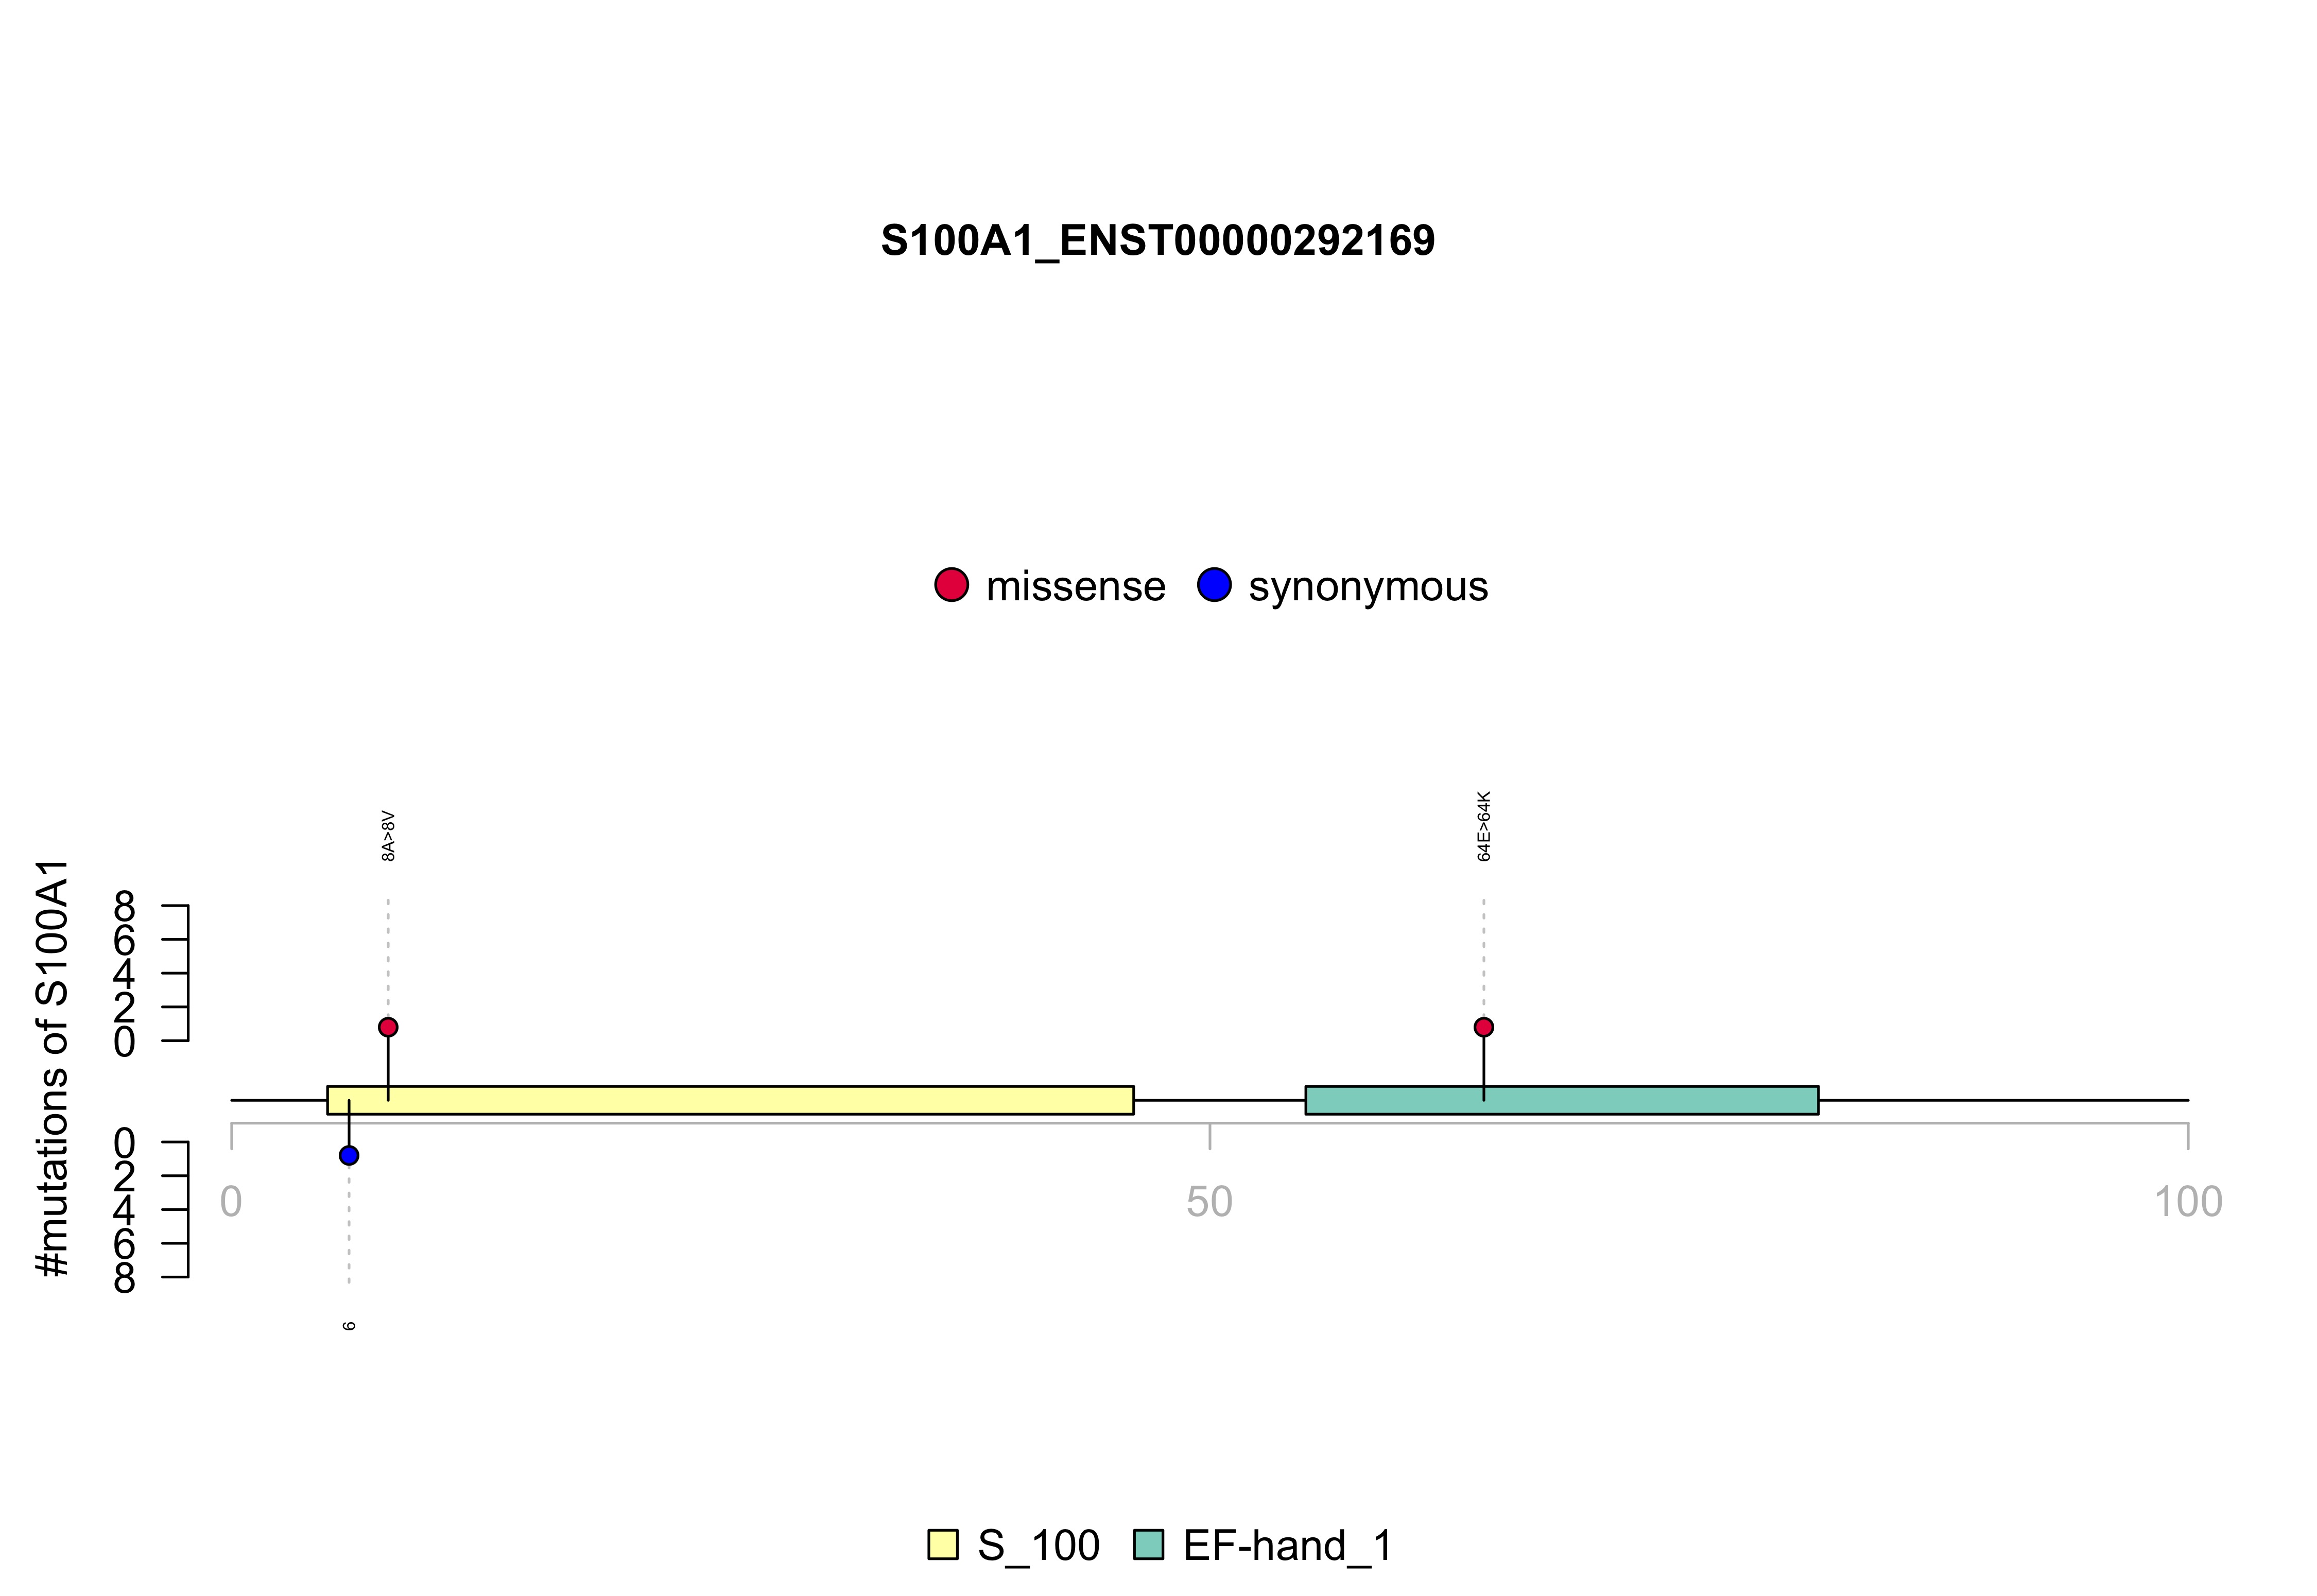 S100A1_ENST00000292169
missense synonymous
8A>8V
64E>64K
#mutations of S100A1
8
6
4
2
0
0
2
4
6
8
0 50 100
6
S_100 EF-hand_1